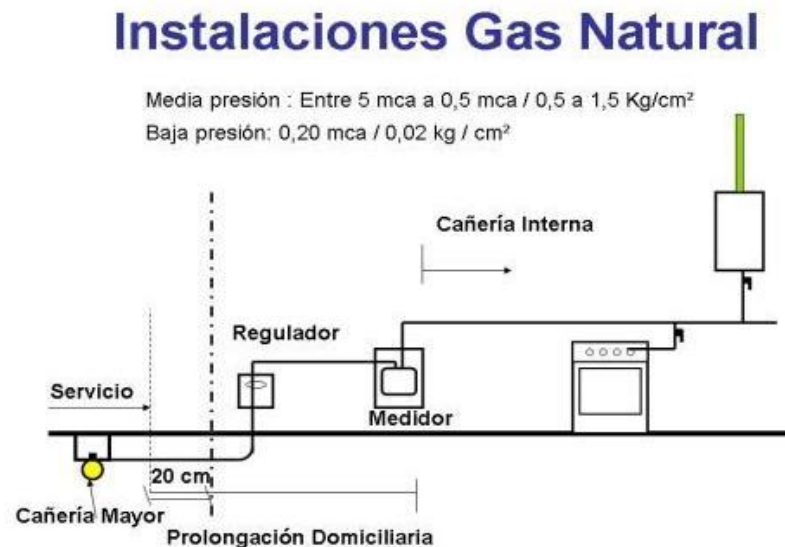 Instalaciones Gas Natural
Media presión : Entre 5 mca a 0,5 mca / 0,5 a 1,5 Kg/cm²
Baja presión: 0,20 mca / 0,02 kg / cm²
Cañería Interna
Regulador
Servicio
Medidor
20 cm
Cañería Mayor
Prolongación Domiciliaria